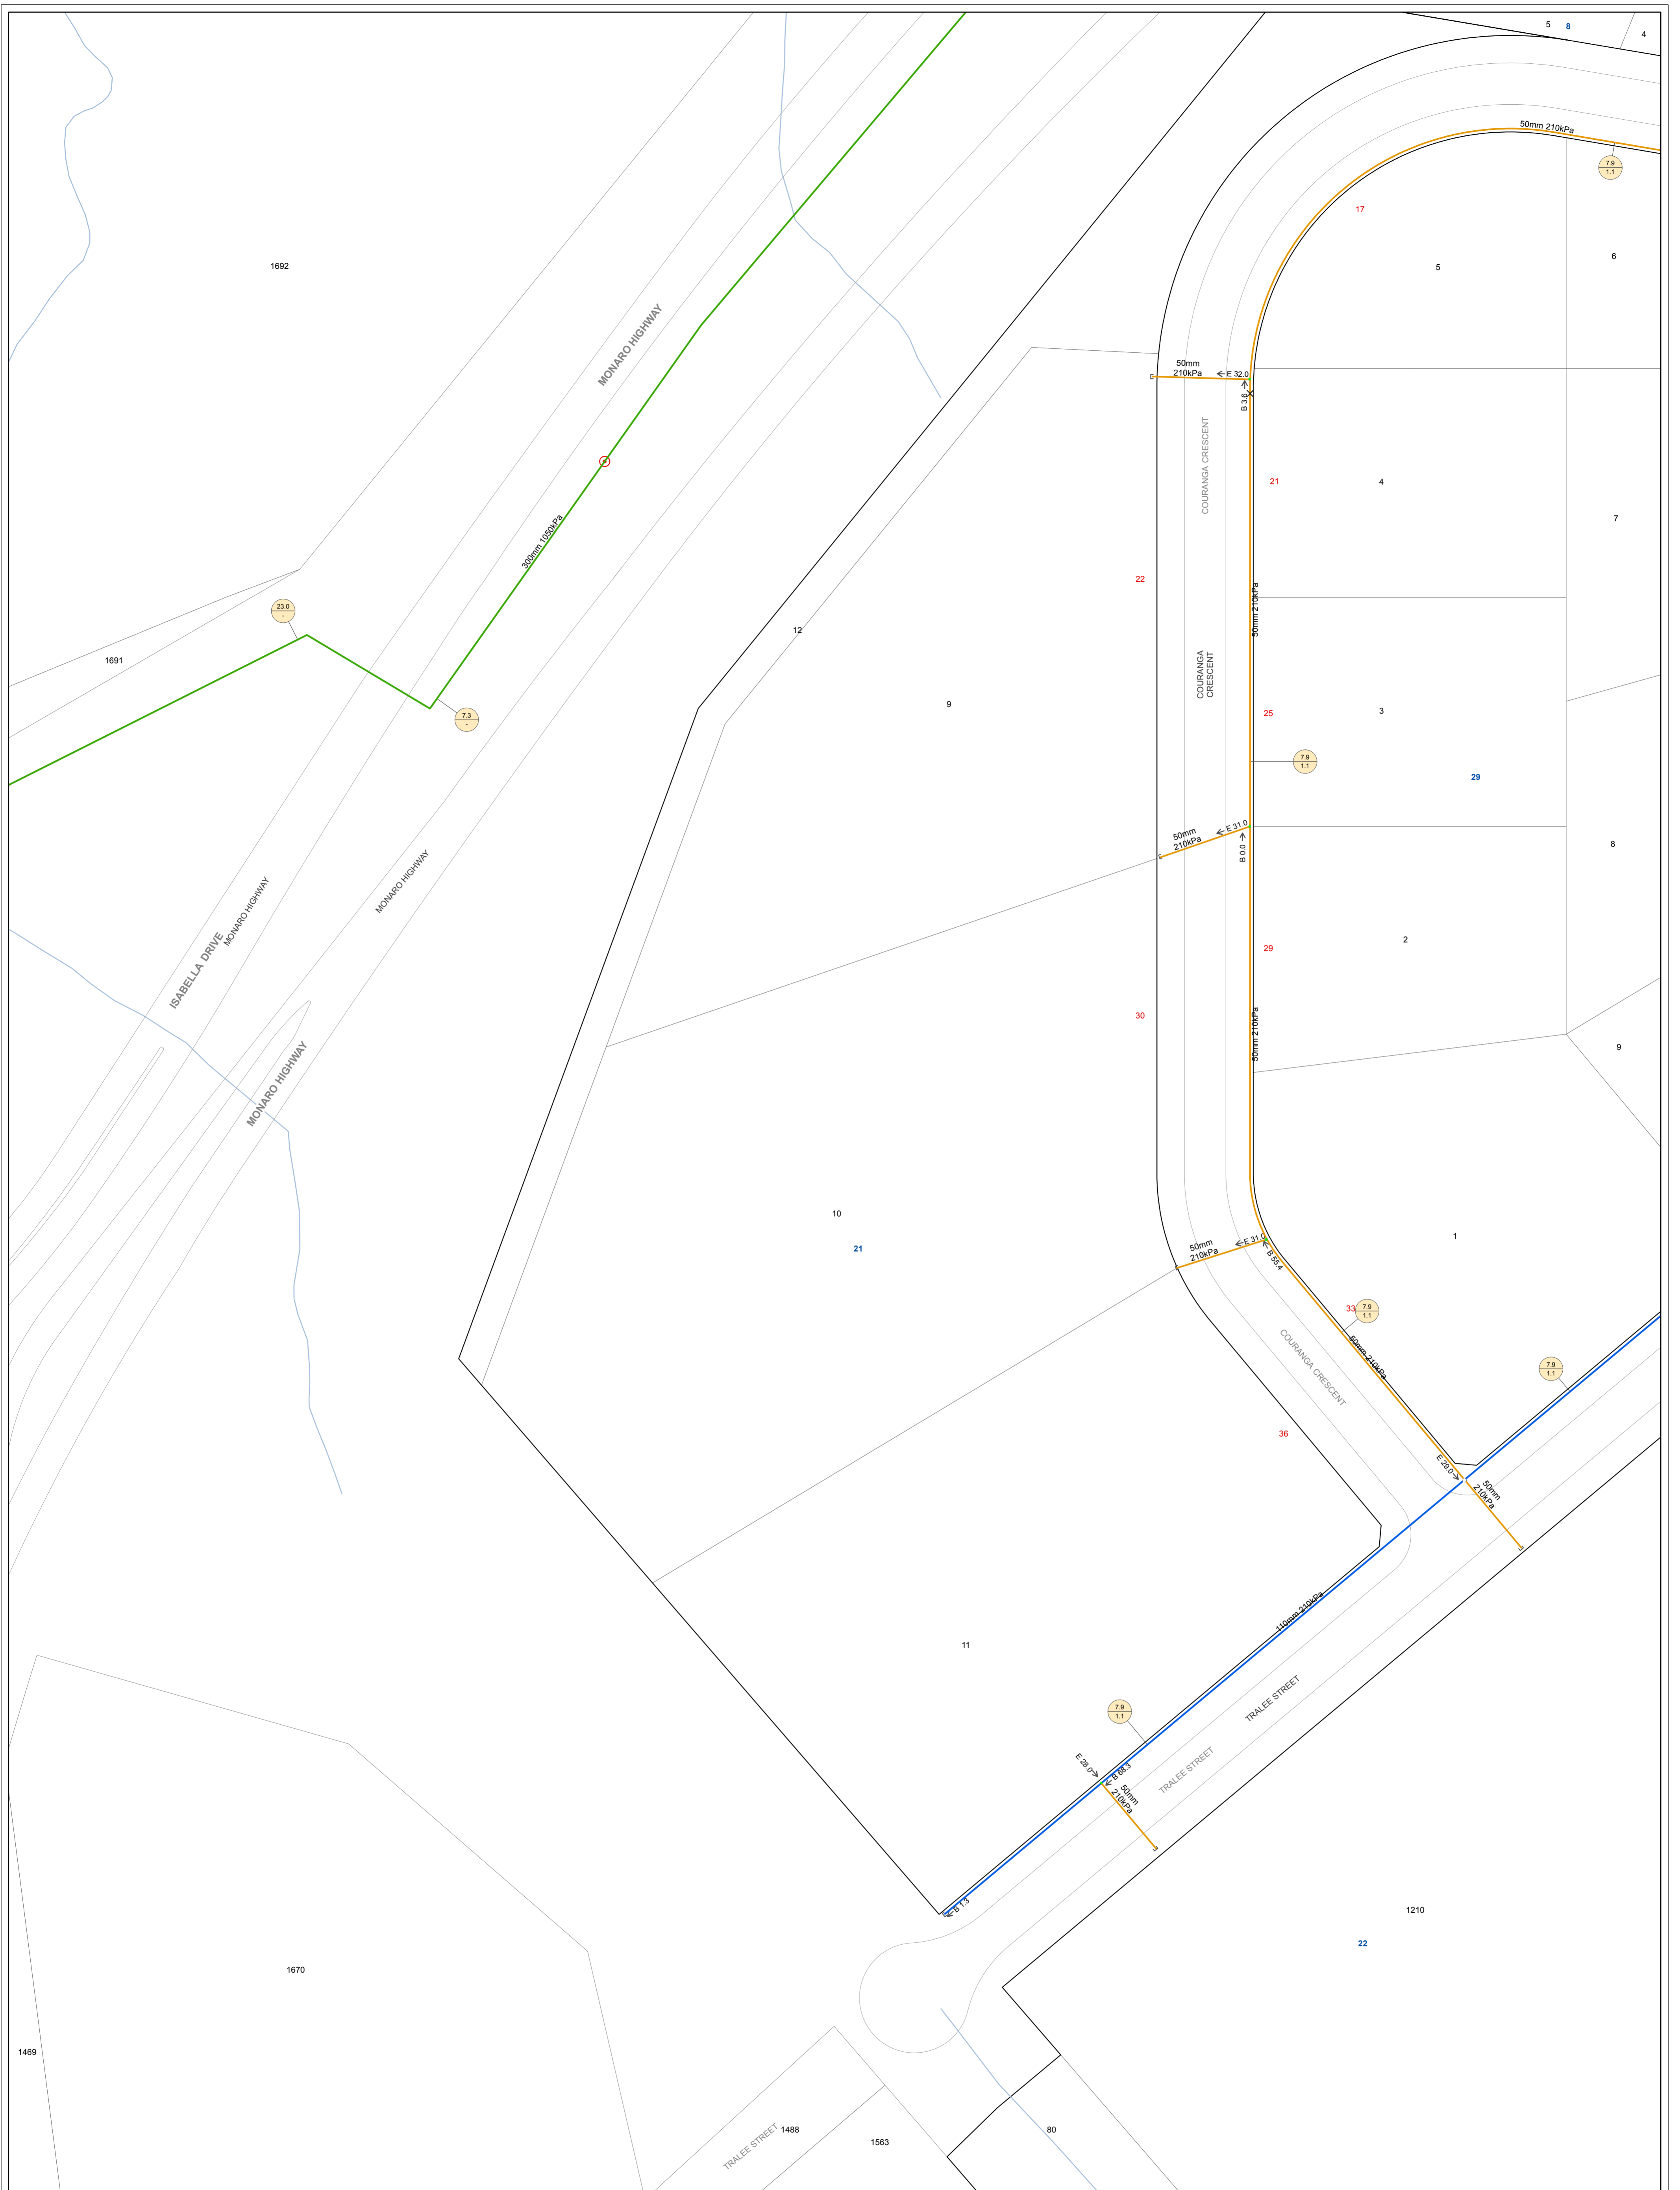 5
8
4
50mm 210kPa
7.9
1.1
17
1692
5
6
MONARO HIGHWAY
50mm
210kPa
E 32.0
B 3.6
COURANGA CRESCENT
21
4
7
300mm 1050kPa
22
50mm 210kPa
23.0
-
12
1691
COURANGA
CRESCENT
9
25
3
7.3
-
7.9
1.1
29
50mm
210kPa
E 31.0
B 0.0
8
MONARO HIGHWAY
MONARO HIGHWAY
ISABELLA DRIVE
29
2
30
50mm 210kPa
9
MONARO HIGHWAY
10
21
1
50mm
210kPa
E 31.0
B 55.4
33
7.9
1.1
50mm 210kPa
COURANGA CRESCENT
7.9
1.1
36
E 29.0
50mm
210kPa
110mm 210kPa
11
TRALEE STREET
7.9
1.1
TRALEE STREET
E 28.0
B 68.3
50mm
210kPa
B 1.3
1210
22
1670
1469
TRALEE STREET
1488
1563
80